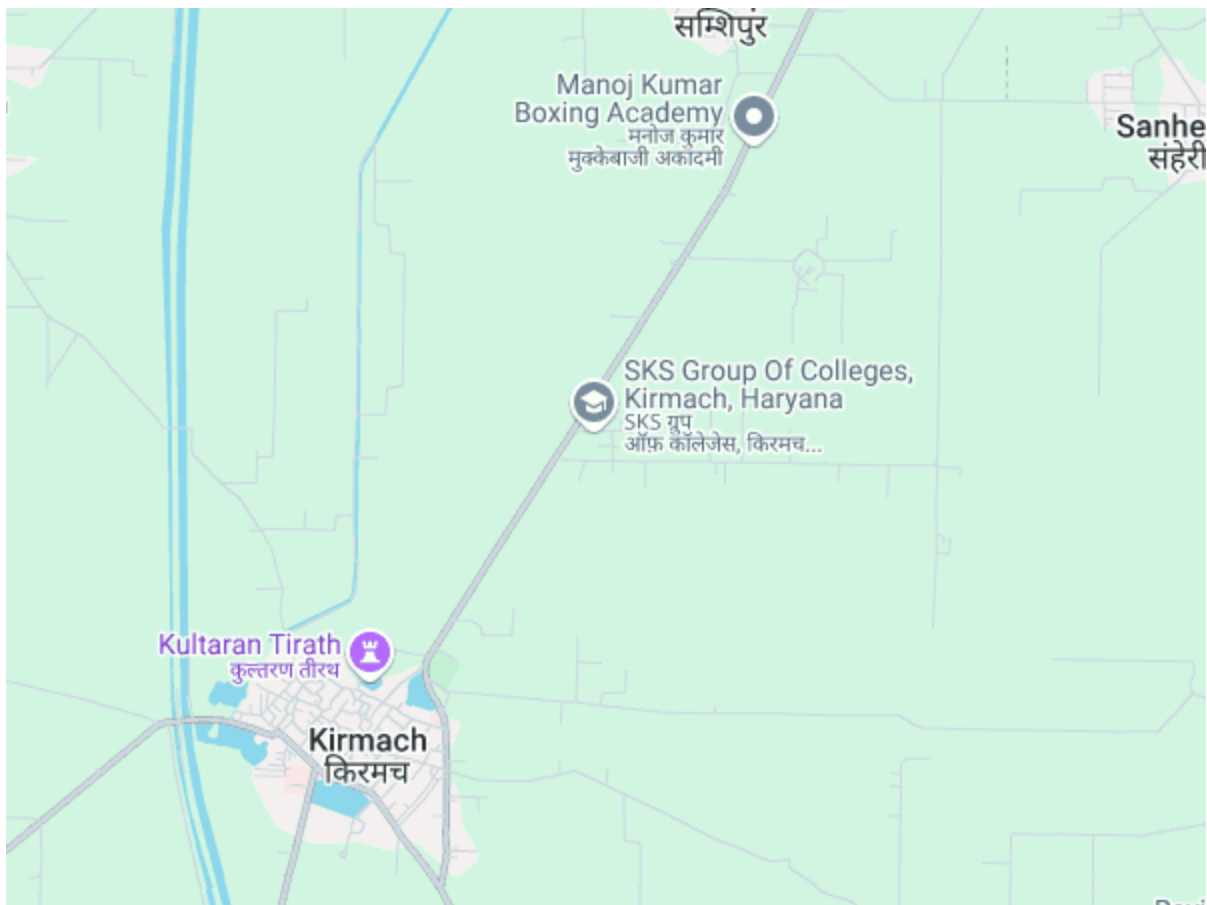 सम्शिपुर
Manoj Kumar
Boxing Academy
मनोज कुमार
मुक्केबाजी अकादमी
Sanhe
संहेरी
SKS Group Of Colleges,
Kirmach, Haryana
SKS ग्रुप
ऑफ़ कॉलेजेस, किरमच...
Kultaran Tirath
कुल्तरण तीरथ
Kirmach
किरमच